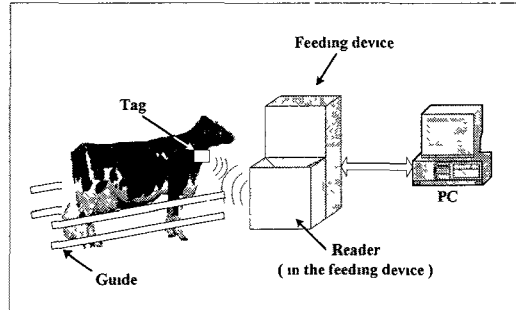 Feeding device
Tag
PC
Reader
( in the feeding device )
Guide